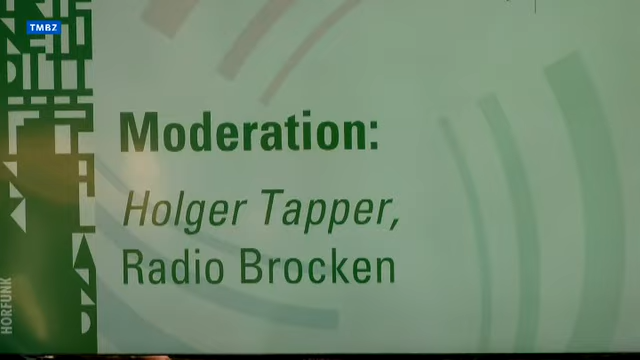 TMBZ
Moderation:
Holger Tapper,
Radio Brocken
HÖRFUNK